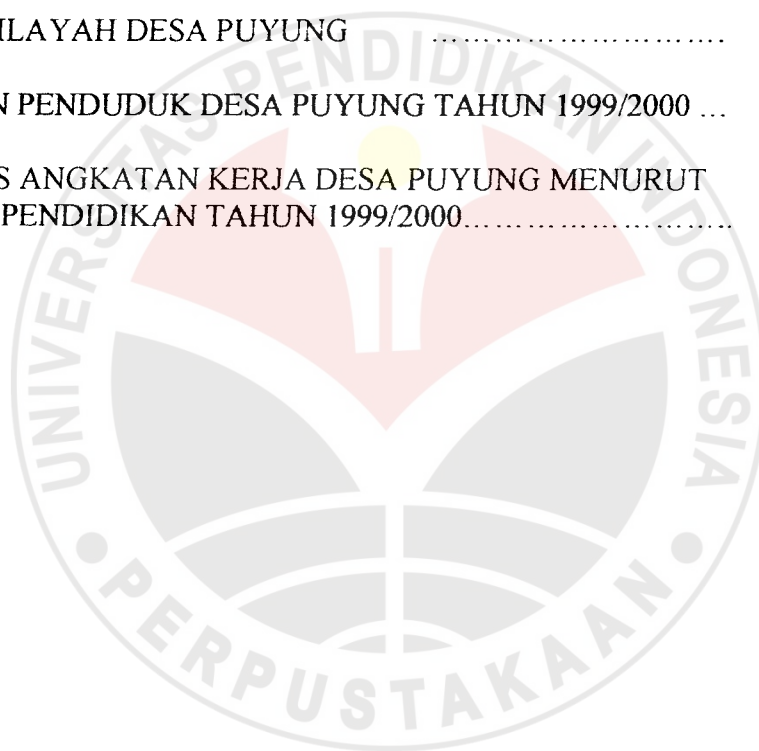 ILAYAH DESA PUYUNG ..............................
N PENDUDUK DESA PUYUNG TAHUN 1999/2000 ...
S ANGKATAN KERJA DESA PUYUNG MENURUT
PENDIDIKAN TAHUN 1999/2000..............................
UNIVERSITAS PENDIDIKAN INDONESIA
PERPUSTAKAAN